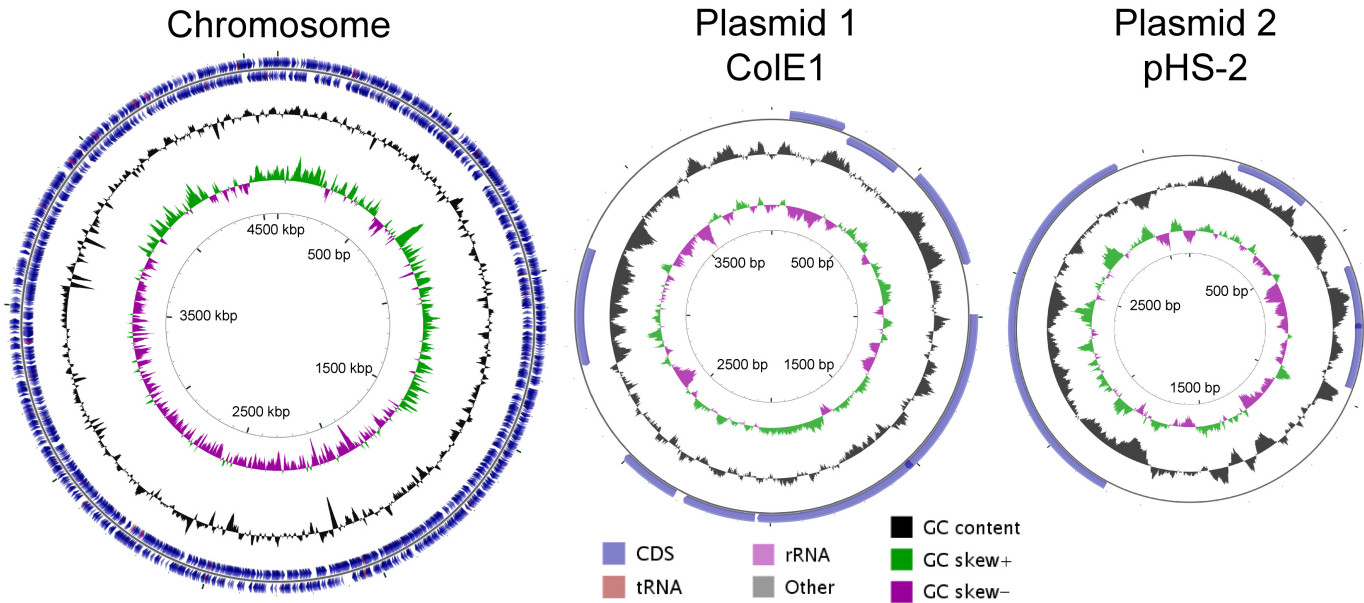 Chromosome
4500 kbp
500 bp
3500 kbp
1500 kbp
2500 kbp
Plasmid 1
ColE1
3500 bp
500 bp
2500 bp
1500 bp
Plasmid 2
pHS-2
500 bp
2500 bp
1500 bp
CDS
tRNA
rRNA
Other
GC content
GC skew+
GC skew−